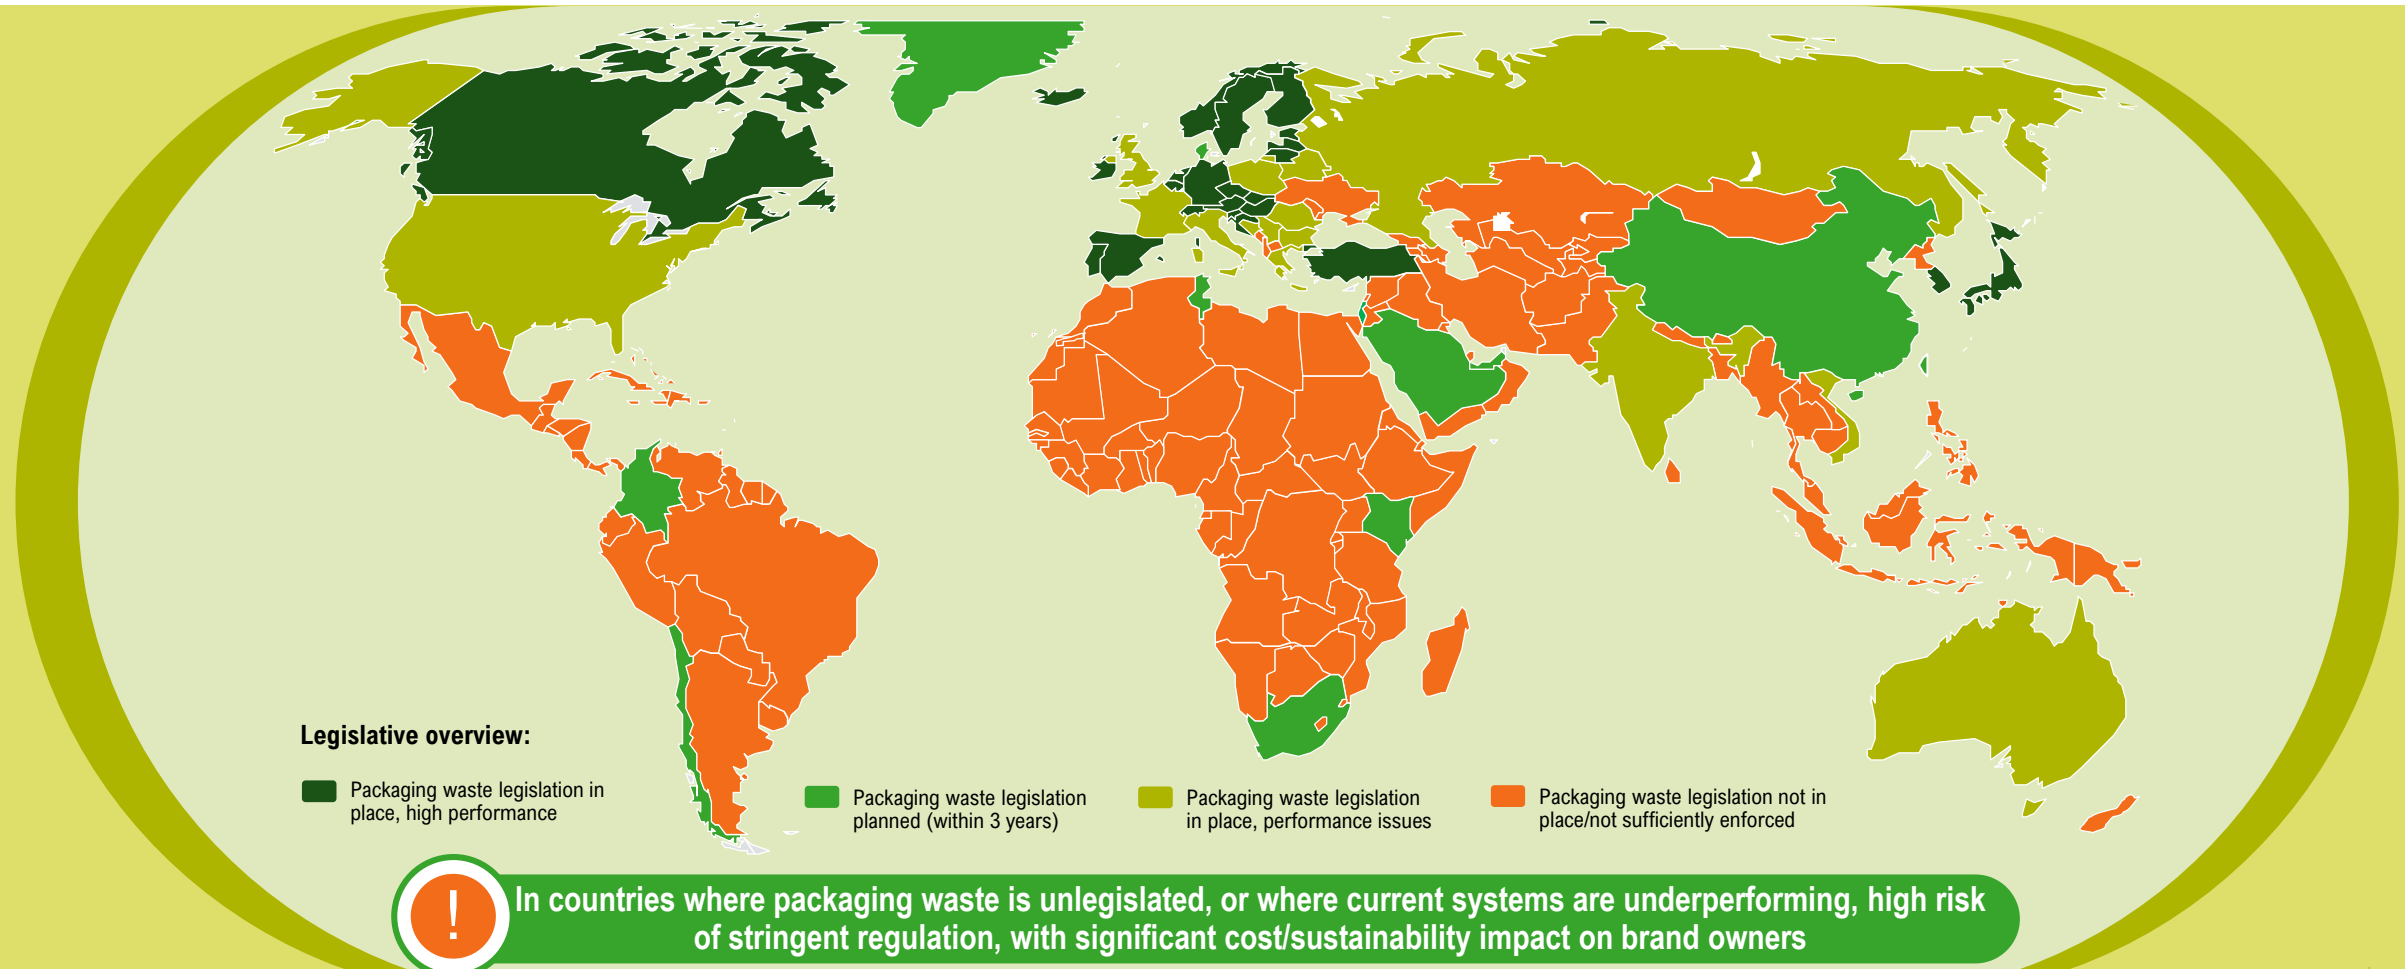 Legislative overview:
Packaging waste legislation in
place, high performance
Packaging waste legislation
planned (within 3 years)
Packaging waste legislation
in place, performance issues
Packaging waste legislation not in
place/not sufficiently enforced
!
In countries where packaging waste is unlegislated, or where current systems are underperforming, high risk
of stringent regulation, with significant cost/sustainability impact on brand owners